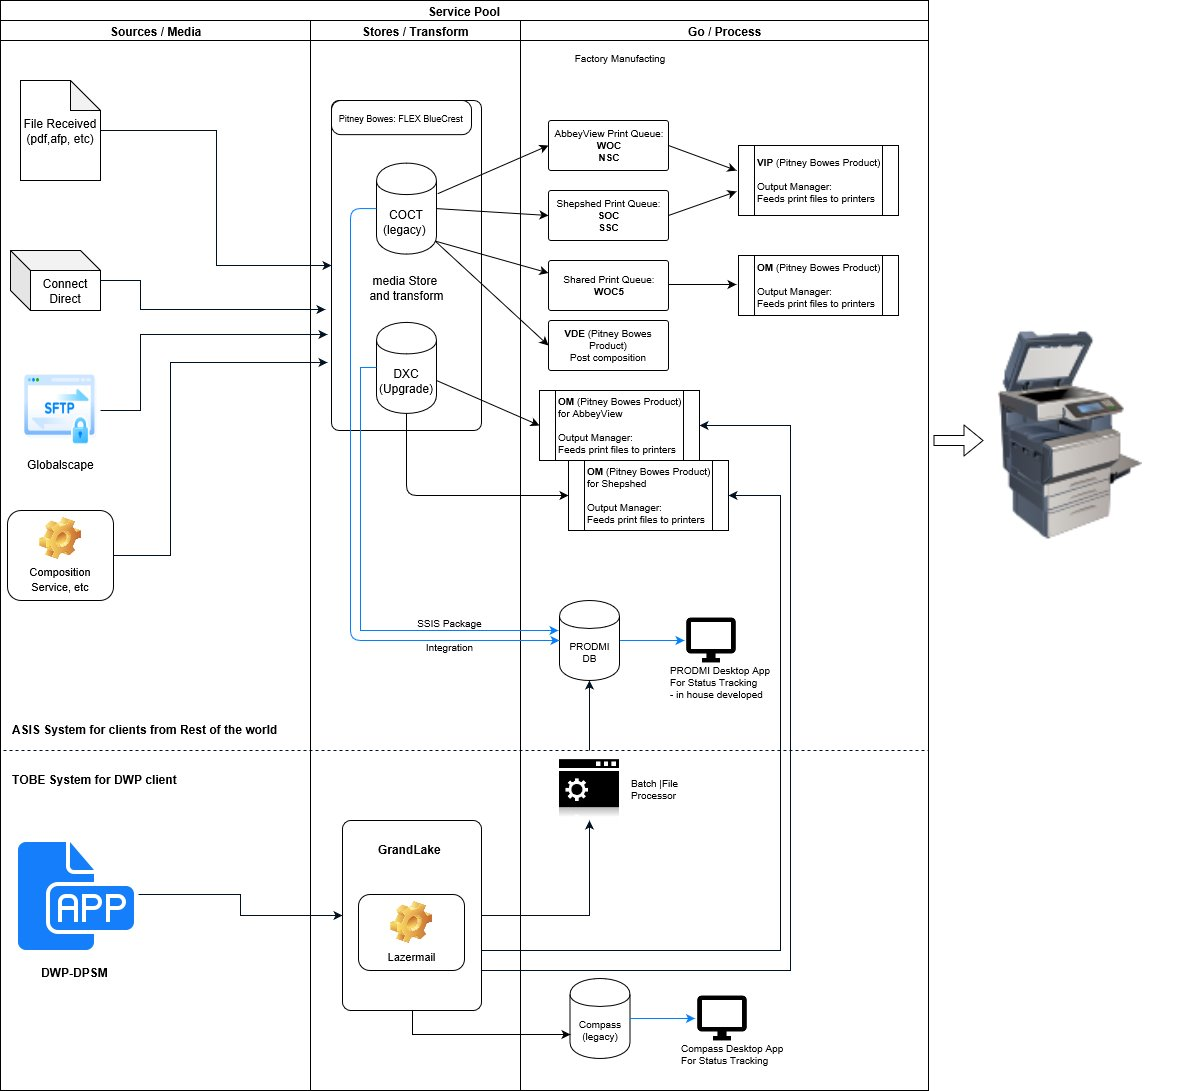 Service Pool
Sources / Media
Stores / Transform
Go / Process
Factory Manufacting
File Received
(pdf,afp, etc)
Connect
Direct
SFTP
Globalscape
Composition
Service, etc
Pitney Bowes: FLEX BlueCrest
COCT
(legacy)
media Store
and transform
DXC
(Upgrade)
AbbeyView Print Queue:
WOC
NSC
Shepshed Print Queue:
SOC
SSC
Shared Print Queue:
WOC5
VDE (Pitney Bowes
Product)
Post composition
VIP (Pitney Bowes Product)
Output Manager:
Feeds print files to printers
OM (Pitney Bowes Product)
Output Manager:
Feeds print files to printers
OM (Pitney Bowes Product)
for AbbeyView
Output Manager:
Feeds print files to printers
OM (Pitney Bowes Product)
for Shepshed
Output Manager:
Feeds print files to printers
SSIS Package
Integration
PRODMI
DB
PRODMI Desktop App
For Status Tracking
- in house developed
ASIS System for clients from Rest of the world
TOBE System for DWP client
Batch |File
Processor
APP
DWP-DPSM
GrandLake
Lazermail
Compass
(legacy)
Compass Desktop App
For Status Tracking